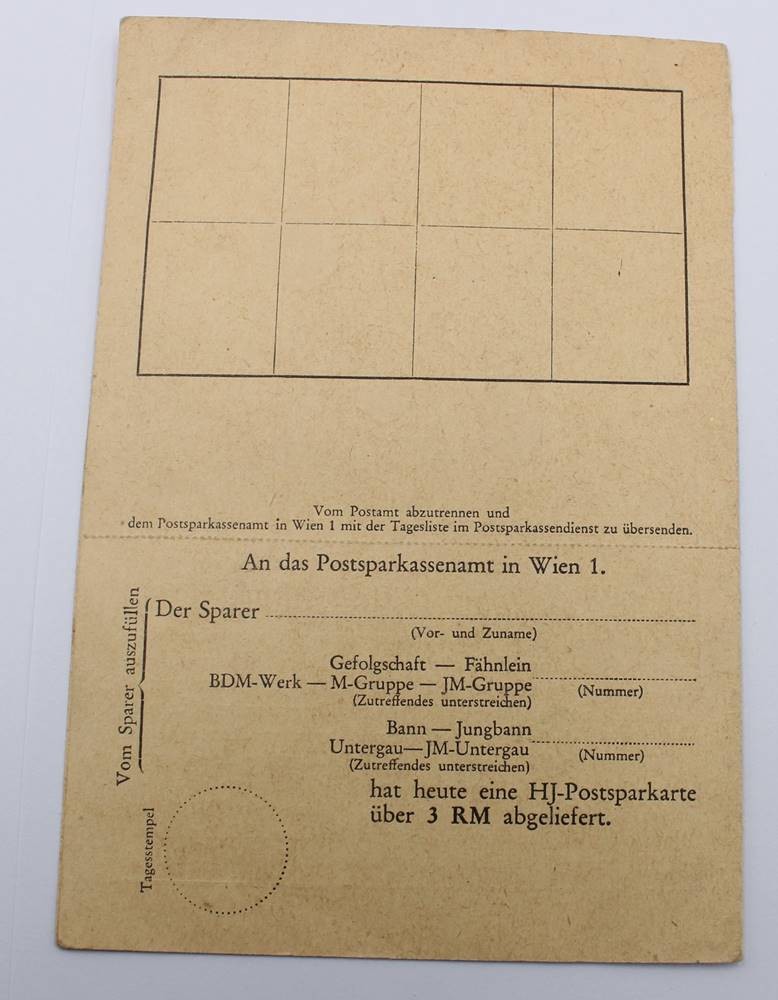 Vom Postamt abzutrennen und
dem Postsparkassenamt in Wien 1 mit der Tagesliste im Postsparkassendienst zu übersenden.
An das Postsparkassenamt in Wien 1.
Vom Sparer auszufüllen
Der Sparer
(Vor- und Zuname)
Gefolgschaft — Fähnlein
BDM-Werk — M-Gruppe — JM-Gruppe
(Nummer)
(Zutreffendes unterstreichen)
Bann — Jungbann
Untergau—JM-Untergau
(Nummer)
(Zutreffendes unterstreichen)
hat heute eine HJ-Postsparkarte
über 3 RM abgeliefert.
Tagesstempel